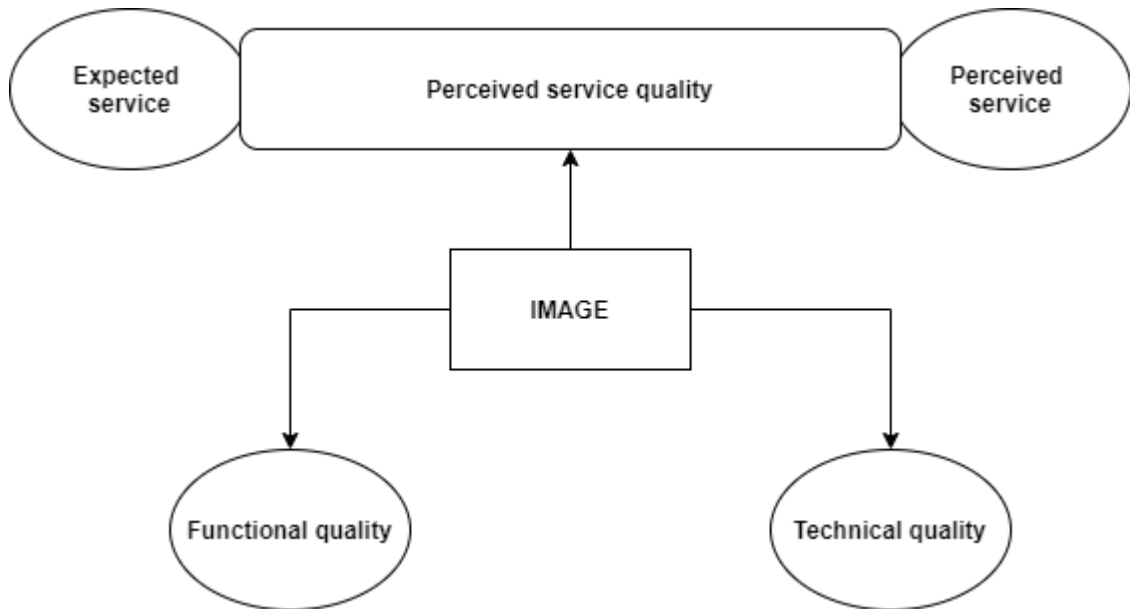 Expected
service
Perceived service quality
Perceived
service
IMAGE
Functional quality
Technical quality